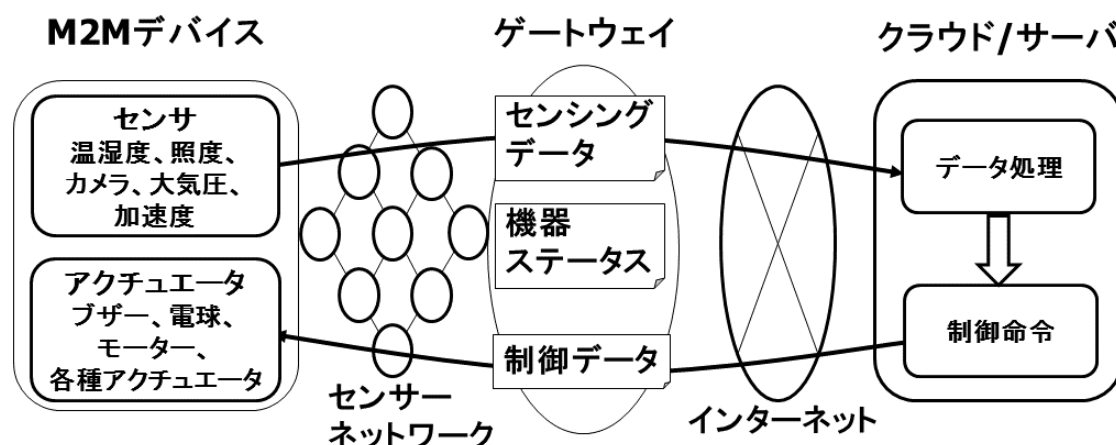 M2Mデバイス
センサ
温湿度、照度、
カメラ、大気圧、
加速度
アクチュエータ
ブザー、電球、
モーター、
各種アクチュエータ
センサー
ネットワーク
ゲートウェイ
センシング
データ
機器
ステータス
制御データ
インターネット
クラウド/サーバ
データ処理
制御命令